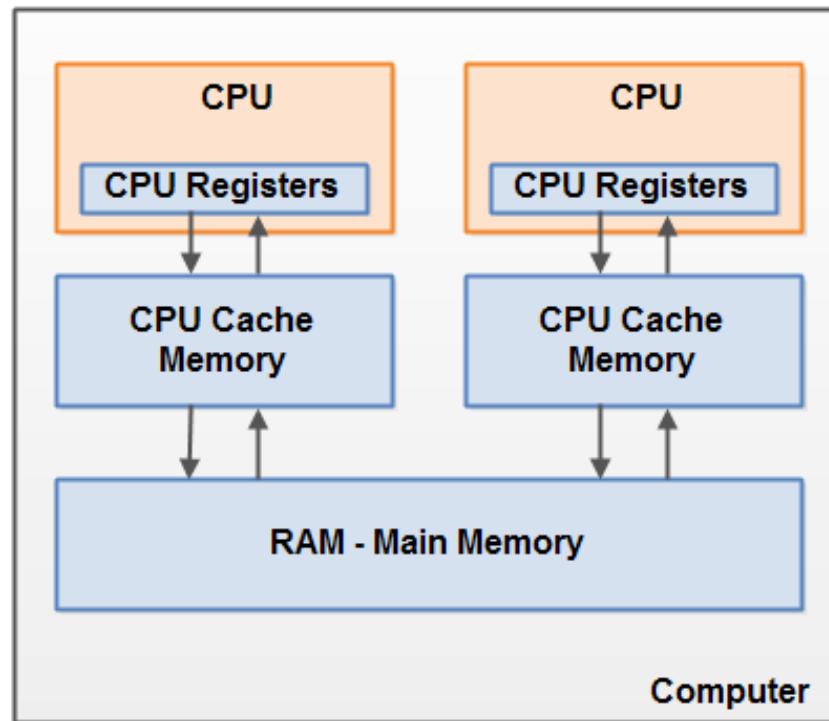 CPU
CPU Registers
CPU Cache
Memory
CPU
CPU Registers
CPU Cache
Memory
RAM - Main Memory
Computer